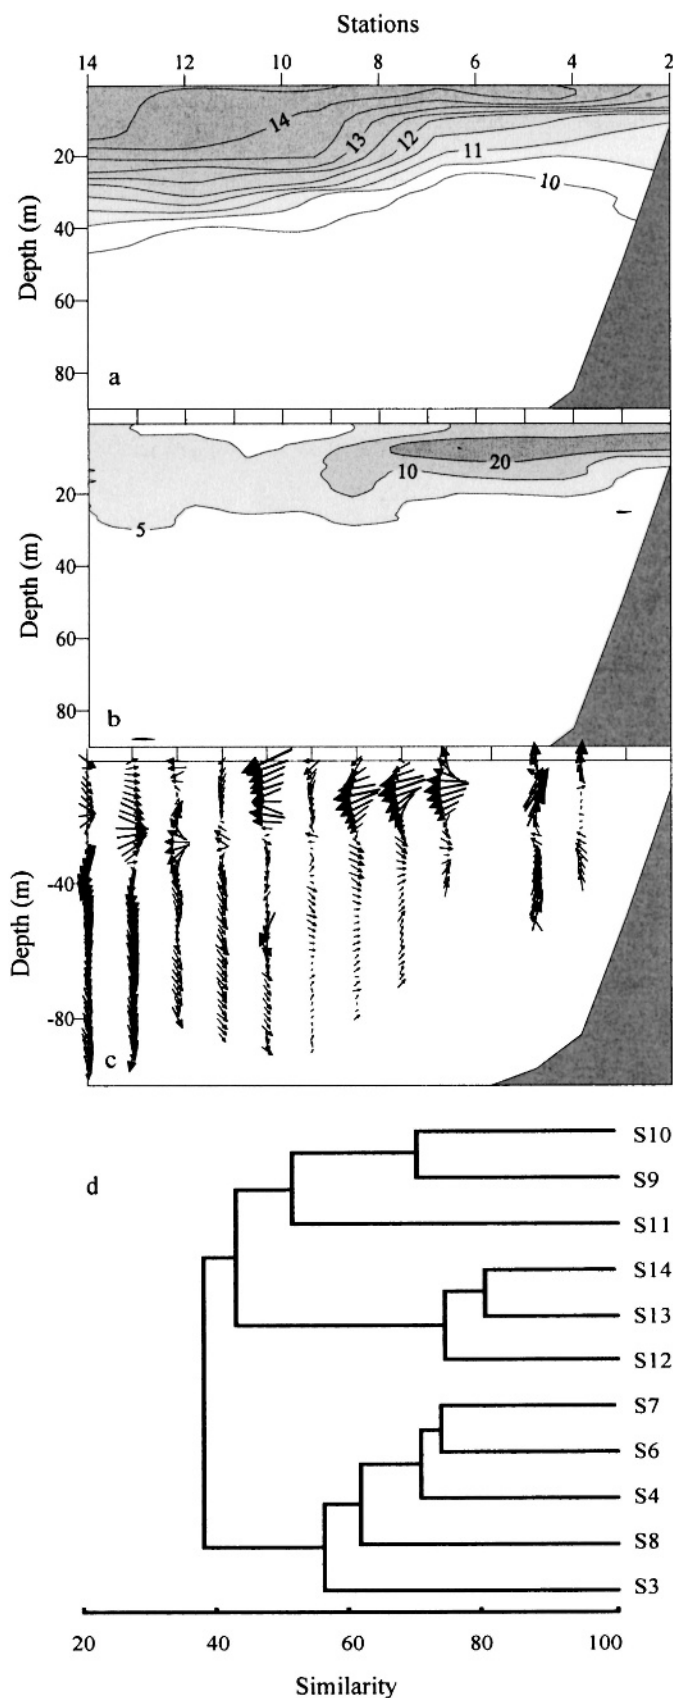 Stations
14 12 10 8 6 4 2
14 13 12 11 10
20
40
60
80
Depth (m)
a
20
10
5
20
40
60
80
Depth (m)
b
-40
-80
Depth (m)
c
d
S10
S9
S11
S14
S13
S12
S7
S6
S4
S8
S3
20 40 60 80 100
Similarity